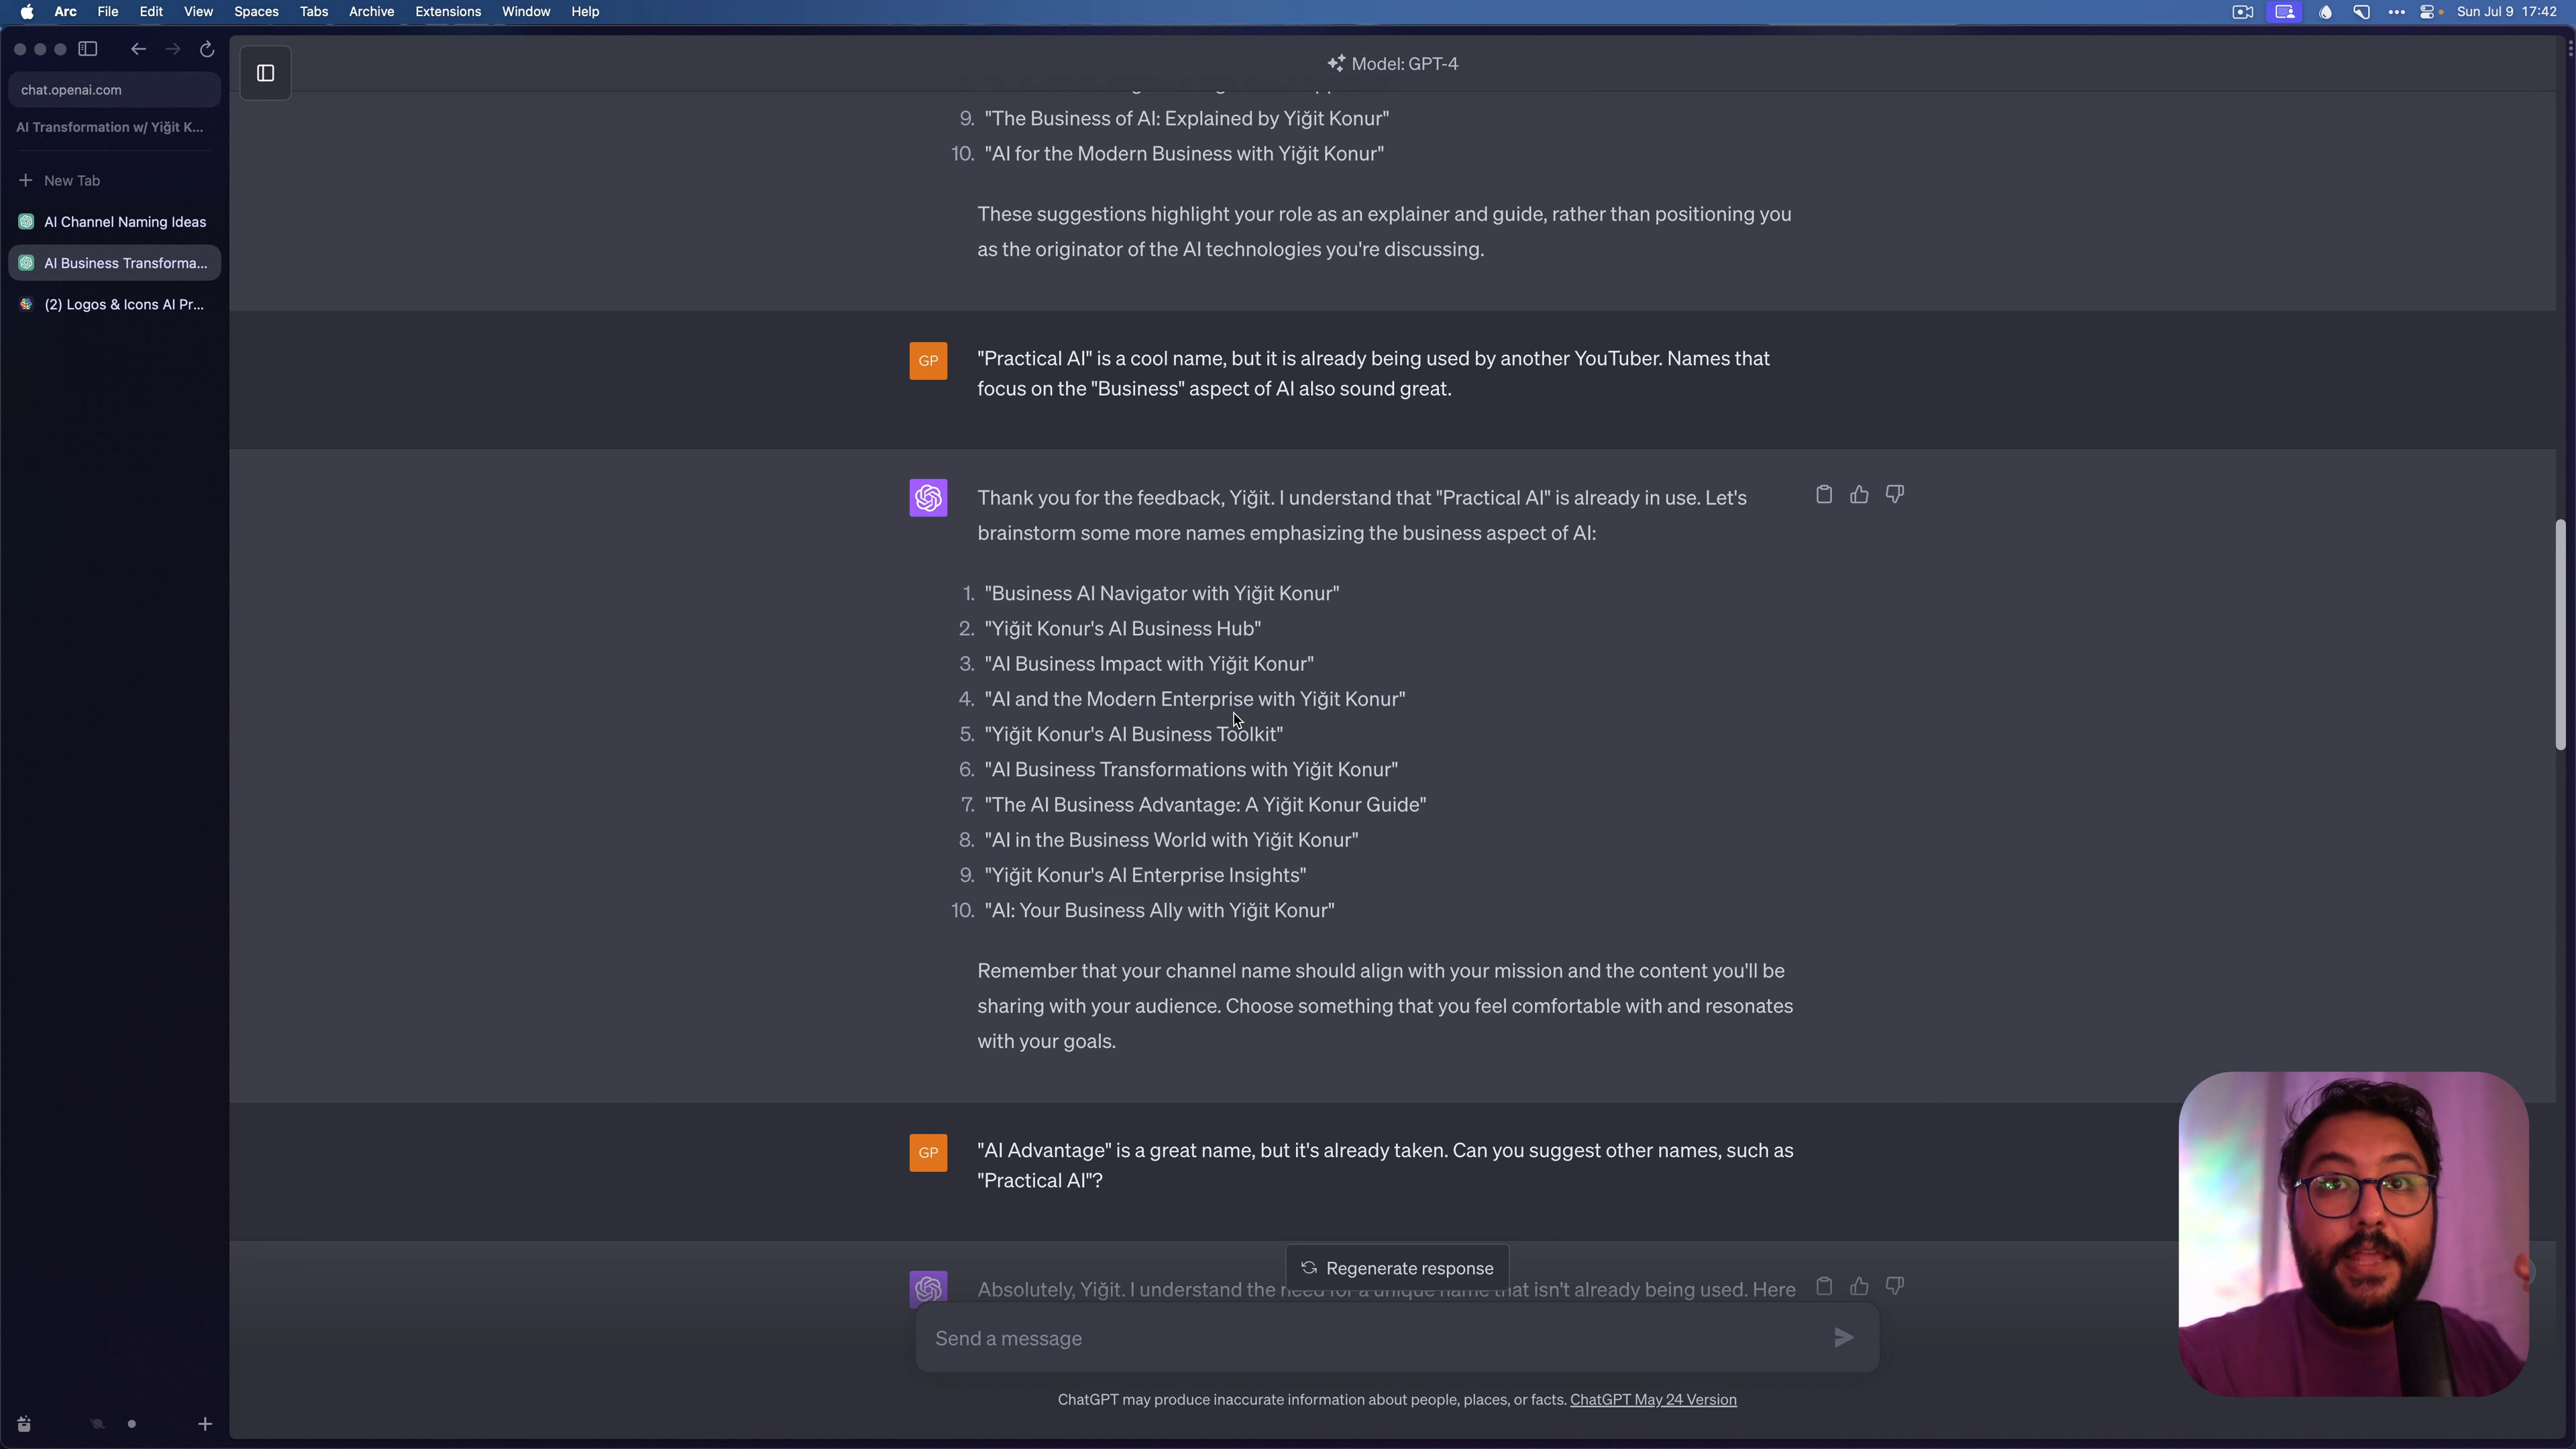 Arc File Edit View Spaces Tabs Archive Extensions Window Help
Sun Jul 9 17:42
chat.openai.com
AI Transformation w/ Yiğit K...
New Tab
AI Channel Naming Ideas
AI Business Transforma...
(2) Logos & Icons AI Pr...
Model: GPT-4
9. "The Business of AI: Explained by Yiğit Konur"
10. "AI for the Modern Business with Yiğit Konur"
These suggestions highlight your role as an explainer and guide, rather than positioning you
as the originator of the AI technologies you're discussing.
GP
"Practical AI" is a cool name, but it is already being used by another YouTuber. Names that
focus on the "Business" aspect of AI also sound great.
Thank you for the feedback, Yiğit. I understand that "Practical AI" is already in use. Let's
brainstorm some more names emphasizing the business aspect of AI:
1. "Business AI Navigator with Yiğit Konur"
2. "Yiğit Konur's AI Business Hub"
3. "AI Business Impact with Yiğit Konur"
4. "AI and the Modern Enterprise with Yiğit Konur"
5. "Yiğit Konur's AI Business Toolkit"
6. "AI Business Transformations with Yiğit Konur"
7. "The AI Business Advantage: A Yiğit Konur Guide"
8. "AI in the Business World with Yiğit Konur"
9. "Yiğit Konur's AI Enterprise Insights"
10. "AI: Your Business Ally with Yiğit Konur"
Remember that your channel name should align with your mission and the content you'll be
sharing with your audience. Choose something that you feel comfortable with and resonates
with your goals.
GP
"AI Advantage" is a great name, but it's already taken. Can you suggest other names, such as
"Practical AI"?
Regenerate response
Absolutely, Yiğit. I understand the need for a unique name that isn't already being used. Here
Send a message
ChatGPT may produce inaccurate information about people, places, or facts. ChatGPT May 24 Version